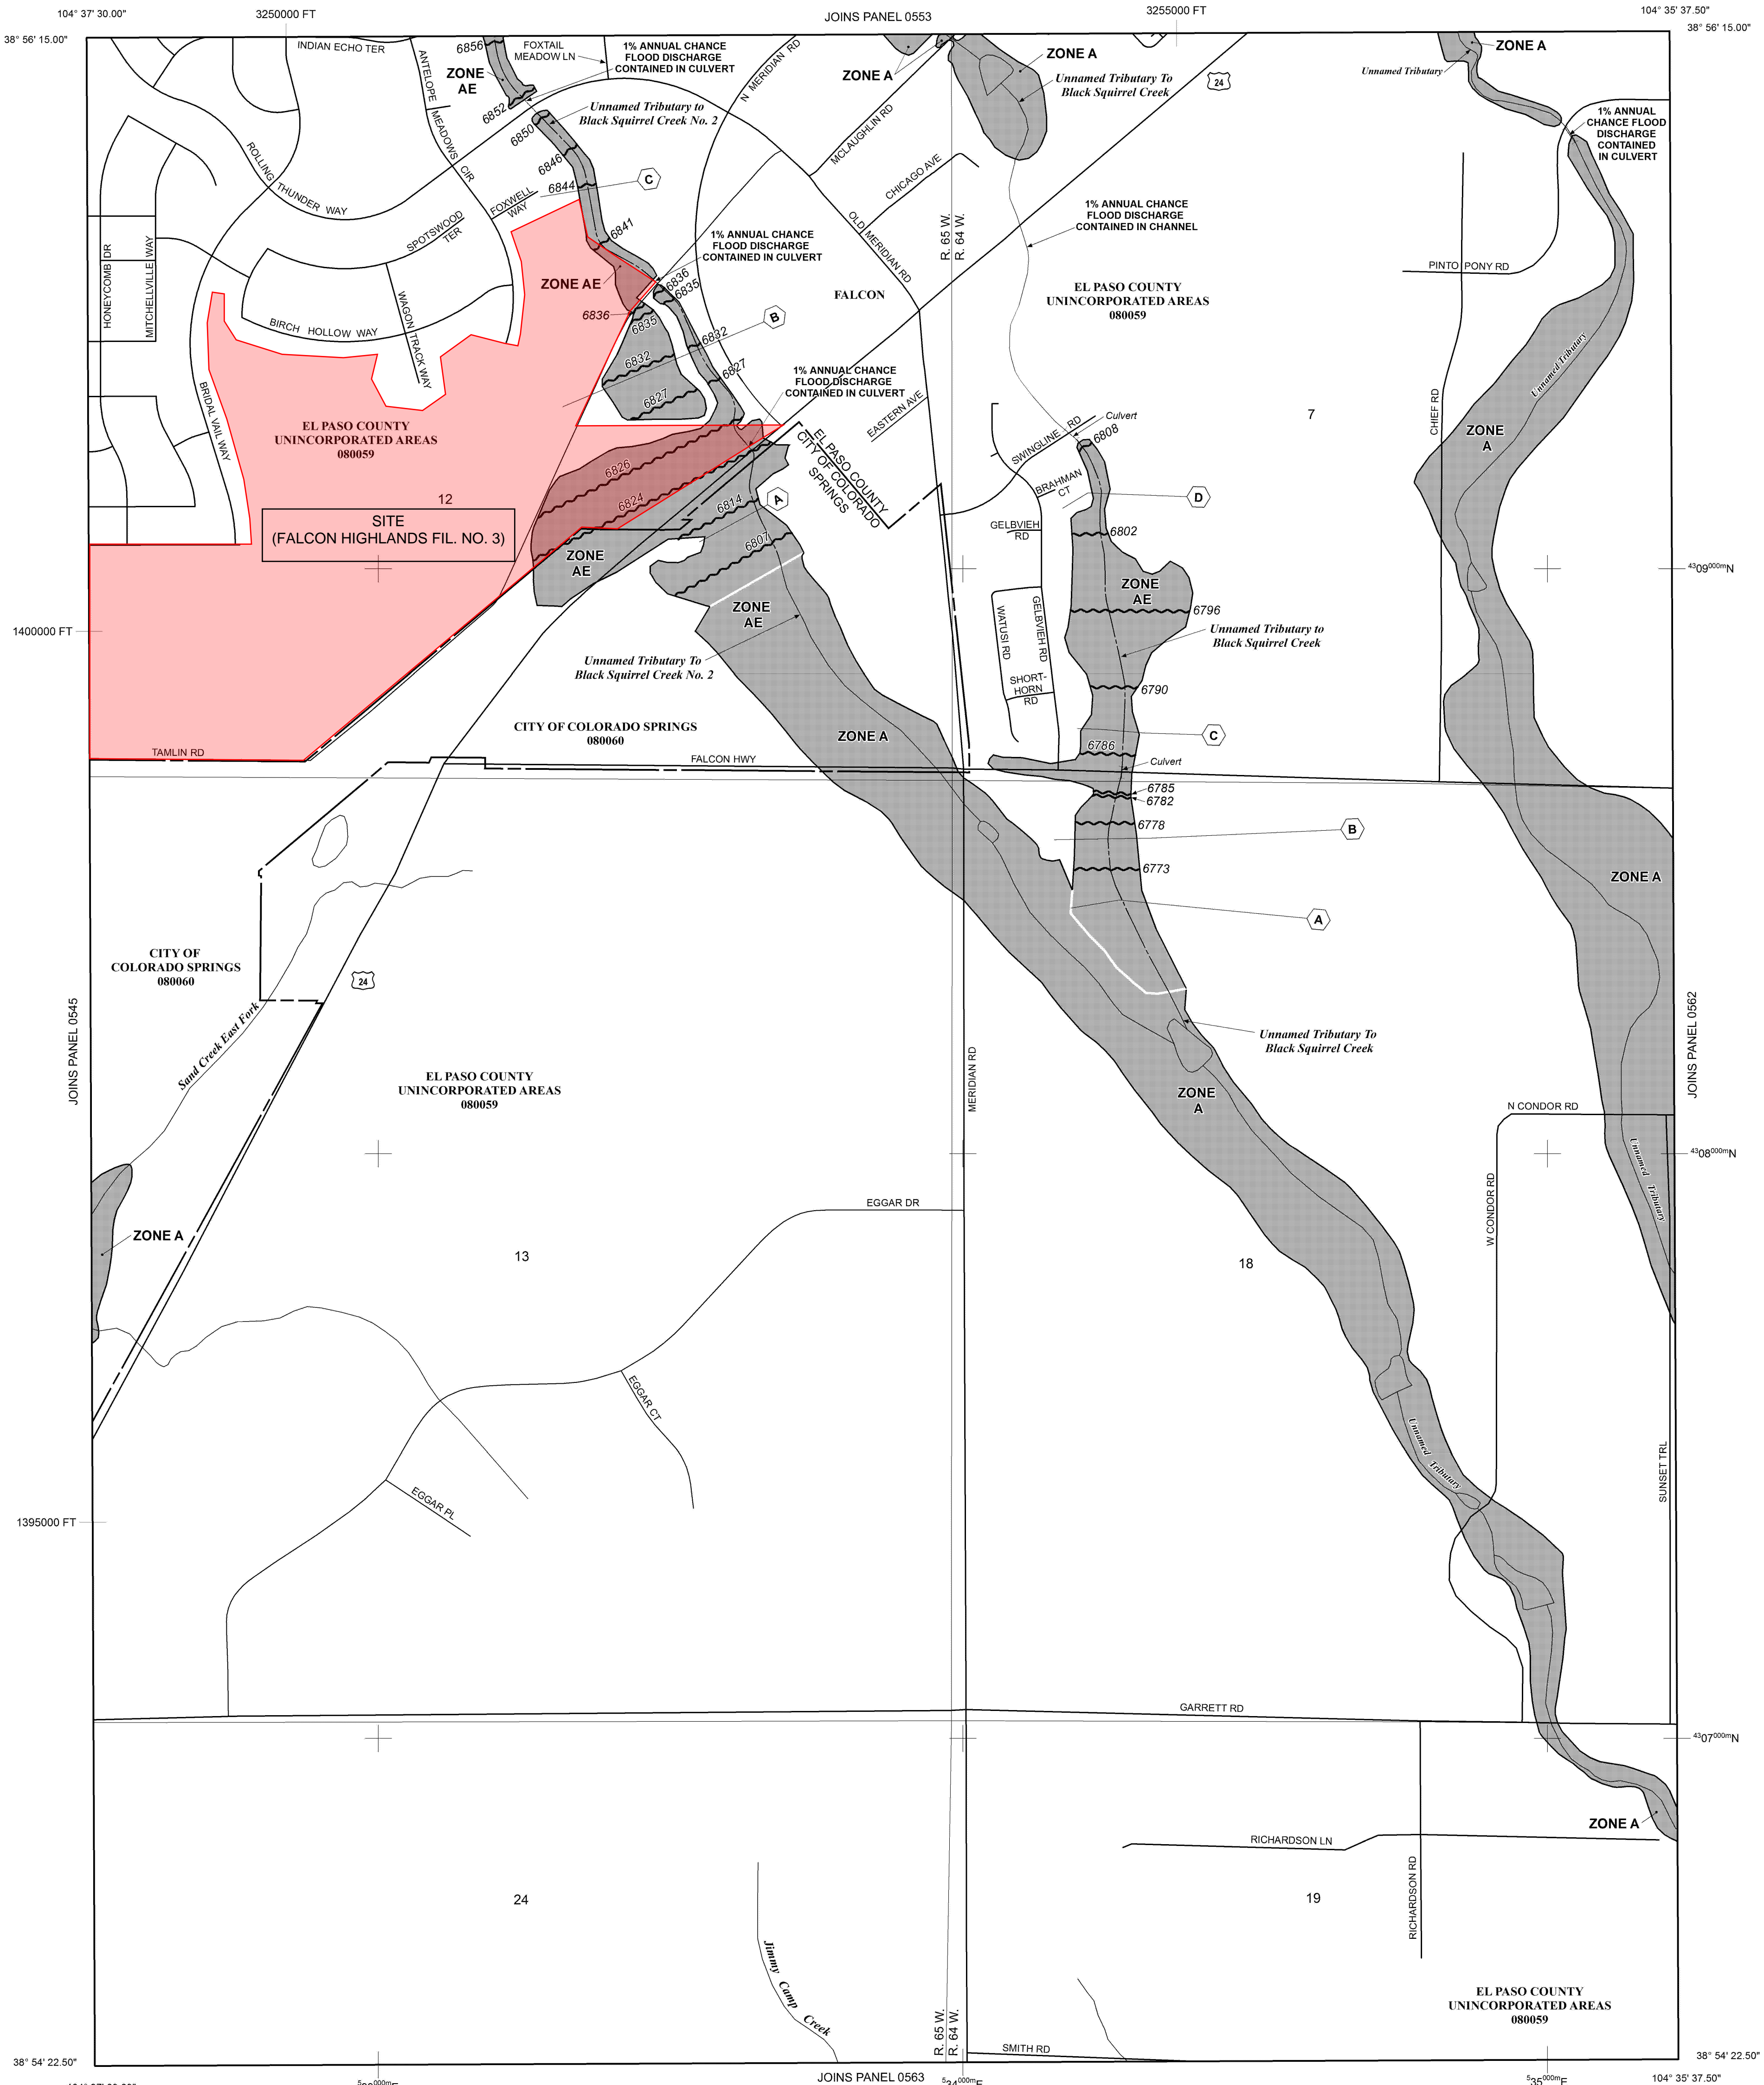 104° 37' 30.00"
3250000 FT
JOINS PANEL 0553
3255000 FT
104° 35' 37.50"
38° 56' 15.00"
38° 56' 15.00"
INDIAN ECHO TER
ANTELOPE MEADOWS CIR
6856
FOXTAIL
MEADOW LN
1% ANNUAL CHANCE
FLOOD DISCHARGE
CONTAINED IN CULVERT
ZONE
AE
6852
N MERIDIAN RD
ZONE A
ZONE A
Unnamed Tributary To
Black Squirrel Creek
24
ZONE A
Unnamed Tributary
1% ANNUAL
CHANCE FLOOD
DISCHARGE
CONTAINED
IN CULVERT
Unnamed Tributary to
Black Squirrel Creek No. 2
6850
6846
6844
C
MCLAUGHLIN RD
CHICAGO AVE
ROLLING THUNDER WAY
FOXWELL
WAY
SPOTSWOOD
TER
6841
OLD MERIDIAN RD
R. 65 W.
R. 64 W.
1% ANNUAL CHANCE
FLOOD DISCHARGE
CONTAINED IN CHANNEL
1% ANNUAL CHANCE
FLOOD DISCHARGE
CONTAINED IN CULVERT
HONEYCOMB DR
MITCHELLVILLE WAY
PINTO PONY RD
ZONE AE
6836
6835
FALCON
EL PASO COUNTY
UNINCORPORATED AREAS
080059
6836
6835
B
BIRCH HOLLOW WAY
WAGON TRACK WAY
6832
6832
6827
6827
1% ANNUAL CHANCE
FLOOD DISCHARGE
CONTAINED IN CULVERT
Unnamed Tributary
BRIDAL VAIL WAY
EASTERN AVE
7
CHIEF RD
Culvert
SWINGLINE RD
6808
ZONE
A
EL PASO COUNTY
UNINCORPORATED AREAS
080059
EL PASO COUNTY
CITY OF COLORADO
SPRINGS
6826
6824
12
A
6814
BRAHMAN
CT
D
SITE
(FALCON HIGHLANDS FIL. NO. 3)
GELBVIEH
RD
6802
6807
ZONE
AE
4309000mN
ZONE
AE
ZONE
AE
6796
WATUSI RD
GELBVIEH RD
1400000 FT
Unnamed Tributary to
Black Squirrel Creek
Unnamed Tributary To
Black Squirrel Creek No. 2
SHORT-
HORN
RD
6790
CITY OF COLORADO SPRINGS
080060
ZONE A
C
TAMLIN RD
6786
FALCON HWY
Culvert
6785
6782
6778
B
6773
ZONE A
A
CITY OF
COLORADO SPRINGS
080060
24
JOINS PANEL 0545
Sand Creek East Fork
JOINS PANEL 0562
Unnamed Tributary To
Black Squirrel Creek
EL PASO COUNTY
UNINCORPORATED AREAS
080059
MERIDIAN RD
ZONE
A
N CONDOR RD
4308000mN
Unnamed Tributary
W CONDOR RD
EGGAR DR
ZONE A
13
18
EGGAR CT
Unnamed Tributary
SUNSET TRL
EGGAR PL
1395000 FT
GARRETT RD
4307000mN
ZONE A
RICHARDSON LN
RICHARDSON RD
24
19
Jimmy Camp Creek
EL PASO COUNTY
UNINCORPORATED AREAS
080059
R. 65 W.
R. 64 W.
SMITH RD
38° 54' 22.50"
38° 54' 22.50"
JOINS PANEL 0563
534000mE
535000mE
104° 35' 37.50"